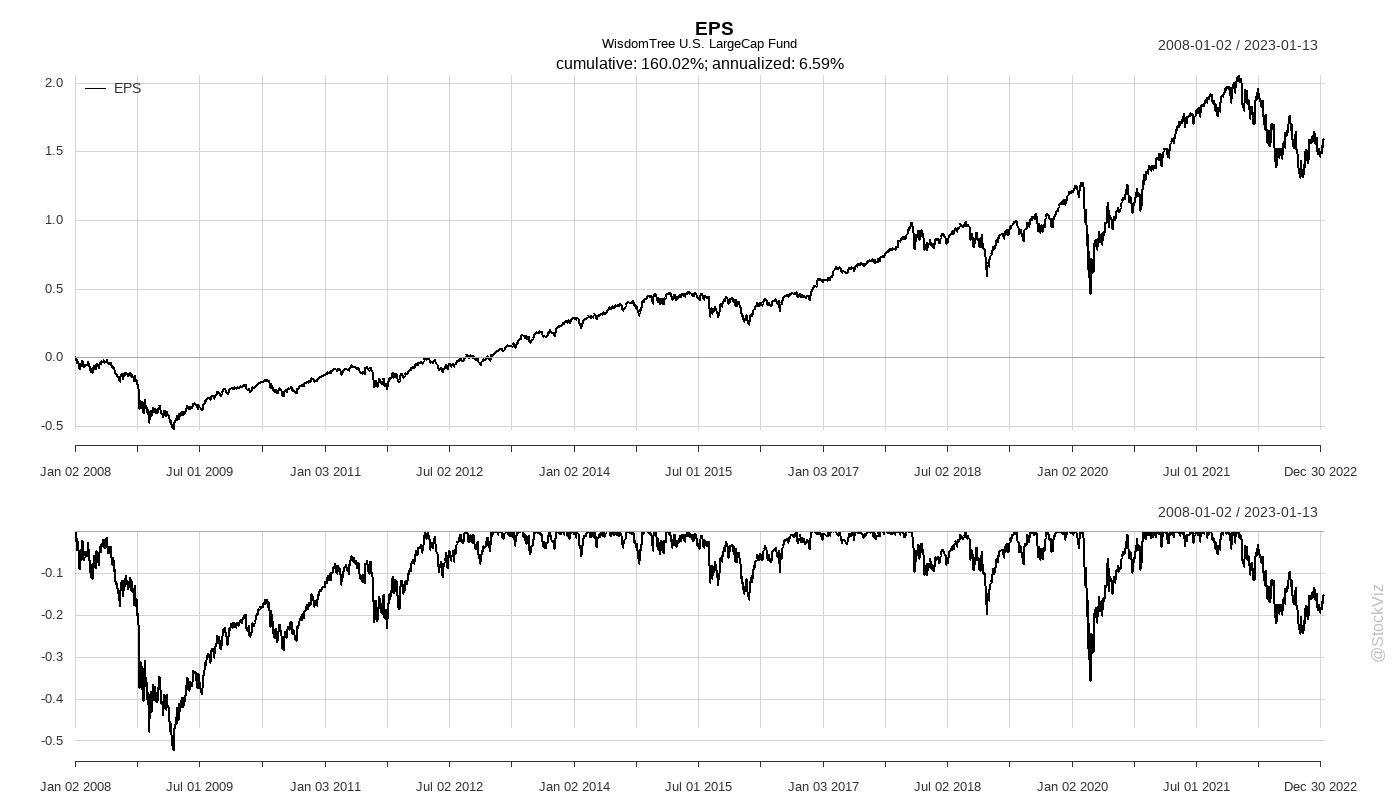 EPS
WisdomTree U.S. LargeCap Fund
2008-01-02 / 2023-01-13
cumulative: 160.02%; annualized: 6.59%
EPS
2.0
1.5
1.0
0.5
0.0
-0.5
Jan 02 2008 Jul 01 2009 Jan 03 2011 Jul 02 2012 Jan 02 2014 Jul 01 2015 Jan 03 2017 Jul 02 2018 Jan 02 2020 Jul 01 2021 Dec 30 2022
2008-01-02 / 2023-01-13
-0.1
-0.2
-0.3
-0.4
-0.5
Jan 02 2008 Jul 01 2009 Jan 03 2011 Jul 02 2012 Jan 02 2014 Jul 01 2015 Jan 03 2017 Jul 02 2018 Jan 02 2020 Jul 01 2021 Dec 30 2022
@StockViz